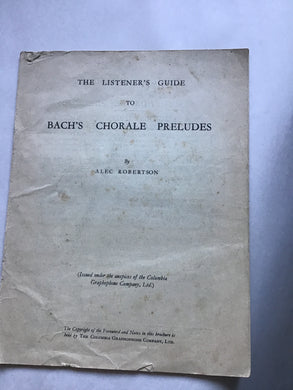 THE LISTENER'S GUIDE
TO
BACH'S CHORALE PRELUDES
By
ALEC ROBERTSON
(Issued under the auspices of the Columbia
Graphophone Company, Ltd.)
The Copyright of the Foreword and Notes in this brochure is
held by THE COLUMBIA GRAPHOPHONE COMPANY, LTD.